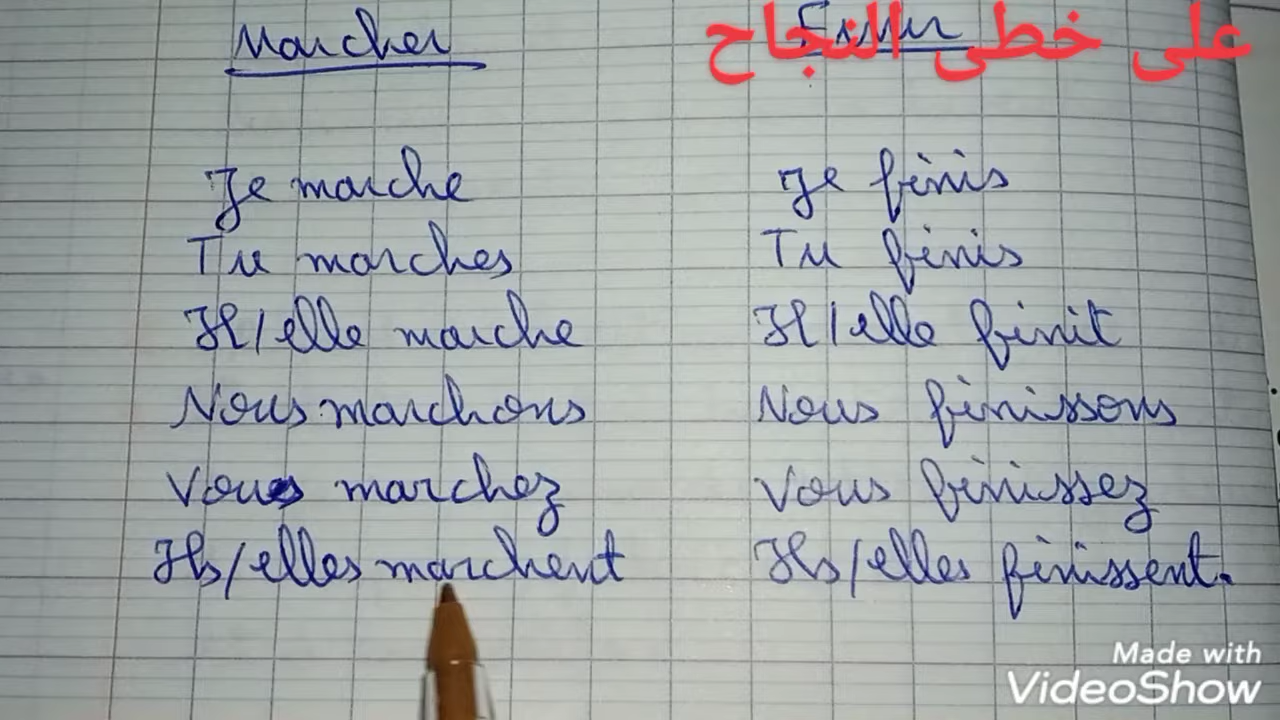 Marcher
على خطى النجاح
Je marche
Tu marches
Il/elle marche
Nous marchons
Vous marchez
Ils/elles marchent
Je finis
Tu finis
Il/elle finit
Nous finissons
Vous finissez
Ils/elles finissent.
Made with
VideoShow